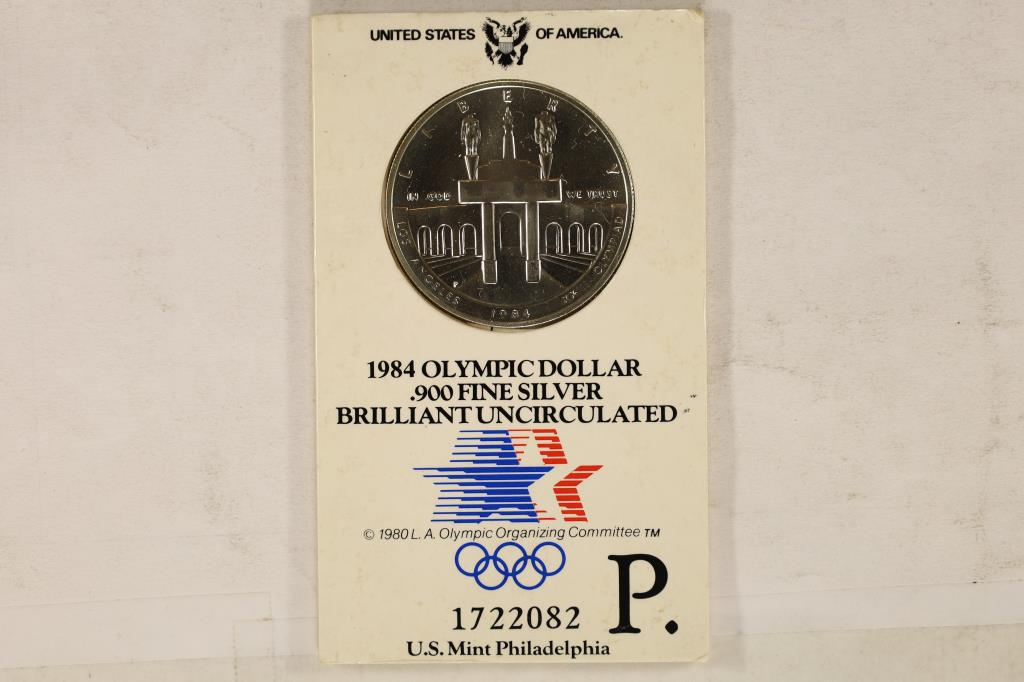 UNITED STATES OF AMERICA.
LIBERTY
IN GOD WE TRUST
LOS ANGELES XXIII OLYMPIAD
1984
P
1984 OLYMPIC DOLLAR
.900 FINE SILVER
BRILLIANT UNCIRCULATED
© 1980 L. A. Olympic Organizing Committee TM
P.
1722082
U.S. Mint Philadelphia